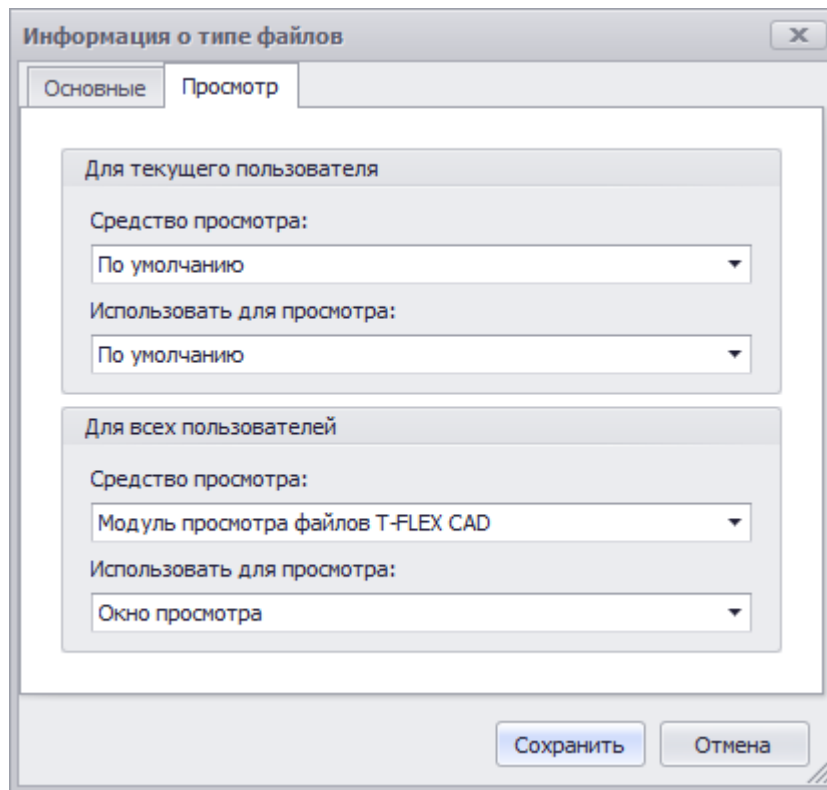 Информация о типе файлов
Основные Просмотр
Для текущего пользователя
Средство просмотра:
По умолчанию
Использовать для просмотра:
По умолчанию
Для всех пользователей
Средство просмотра:
Модуль просмотра файлов T-FLEX CAD
Использовать для просмотра:
Окно просмотра
Сохранить Отмена